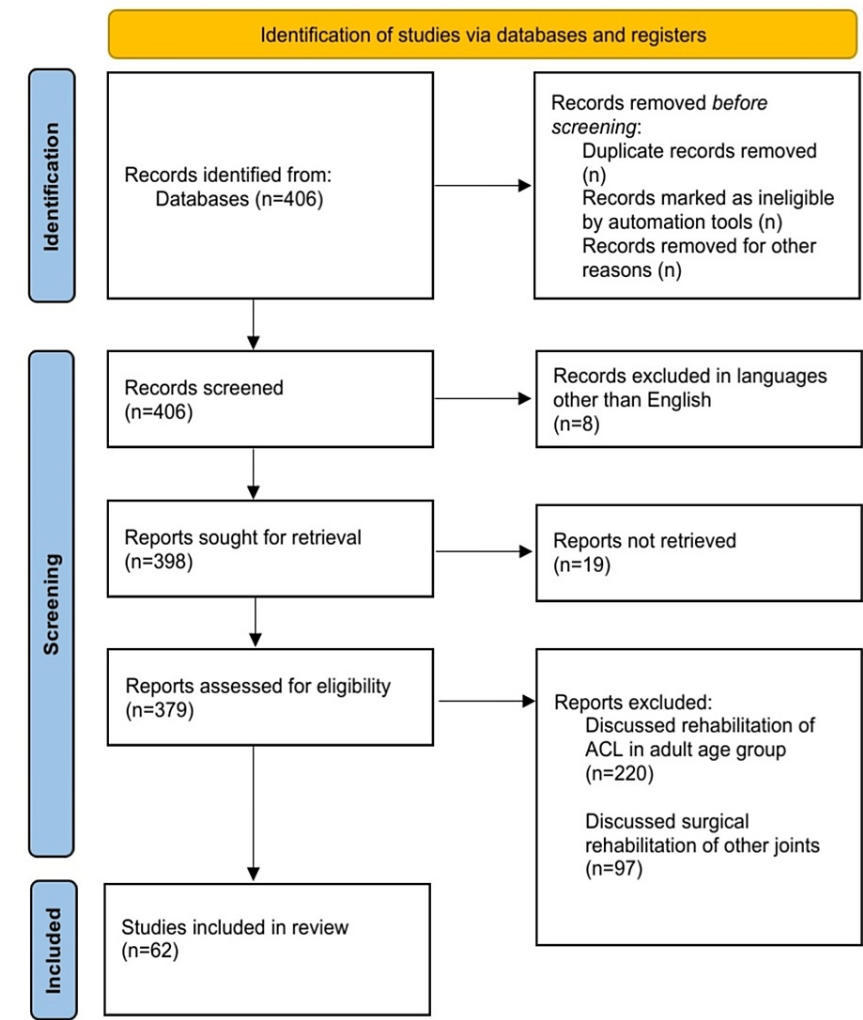 Identification of studies via databases and registers
Identification
Records identified from:
Databases (n=406)
Records removed before
screening:
Duplicate records removed
(n)
Records marked as ineligible
by automation tools (n)
Records removed for other
reasons (n)
Screening
Records screened
(n=406)
Records excluded in languages
other than English
(n=8)
Reports sought for retrieval
(n=398)
Reports not retrieved
(n=19)
Reports assessed for eligibility
(n=379)
Reports excluded:
Discussed rehabilitation of
ACL in adult age group
(n=220)
Discussed surgical
rehabilitation of other joints
(n=97)
Included
Studies included in review
(n=62)